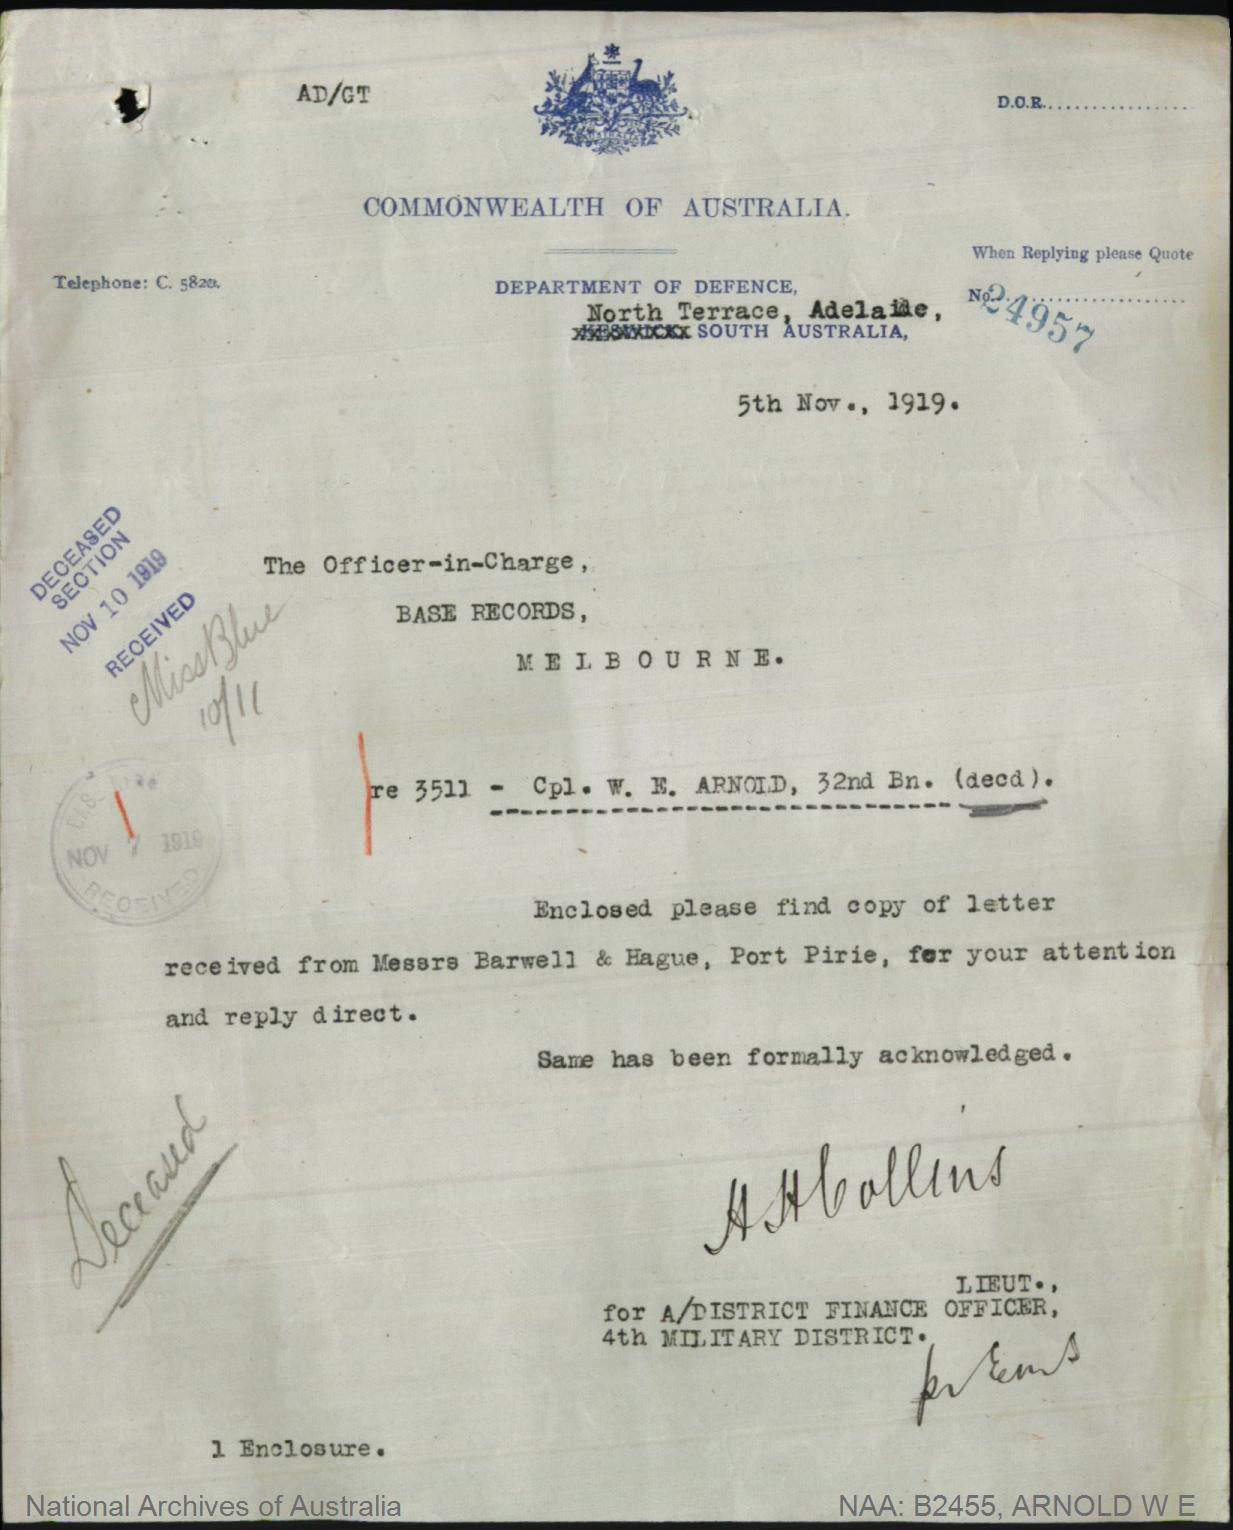 AD/GT
D.O.R.
AUSTRALIA
COMMONWEALTH OF AUSTRALIA.
When Replying please Quote
Telephone: C. 5820.
DEPARTMENT OF DEFENCE,
No. 24957
North Terrace, Adelaide,
KESWICK SOUTH AUSTRALIA,
5th Nov., 1919.
DECEASED
SECTION
NOV 10 1919
RECEIVED
Miss Blue
10/11
The Officer-in-Charge,
BASE RECORDS,
MELBOURNE.
re 3511 - Cpl. W. E. ARNOLD, 32nd Bn. (decd).
NOV 7 1919
RECEIVED
Enclosed please find copy of letter
received from Messrs Barwell & Hague, Port Pirie, for your attention
and reply direct.
Same has been formally acknowledged.
Deceased
H H Collins
LIEUT.,
for A/DISTRICT FINANCE OFFICER,
4th MILITARY DISTRICT.
1 Enclosure.
National Archives of Australia
NAA: B2455, ARNOLD W E